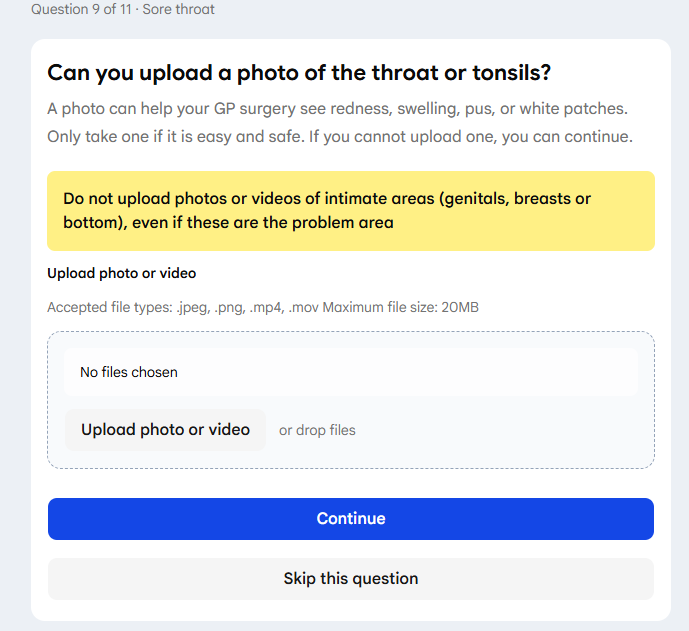 Question 9 of 11 · Sore throat
Can you upload a photo of the throat or tonsils?
A photo can help your GP surgery see redness, swelling, pus, or white patches.
Only take one if it is easy and safe. If you cannot upload one, you can continue.
Do not upload photos or videos of intimate areas (genitals, breasts or
bottom), even if these are the problem area
Upload photo or video
Accepted file types: .jpeg, .png, .mp4, .mov Maximum file size: 20MB
No files chosen
Upload photo or video or drop files
Continue
Skip this question